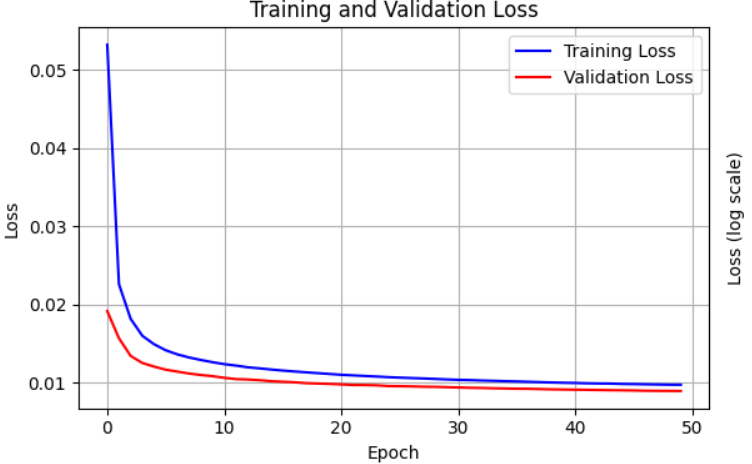 Training and Validation Loss
Training Loss
Validation Loss
0.05
0.04
0.03
0.02
0.01
Loss
Loss (log scale)
0
10
20
30
40
50
Epoch